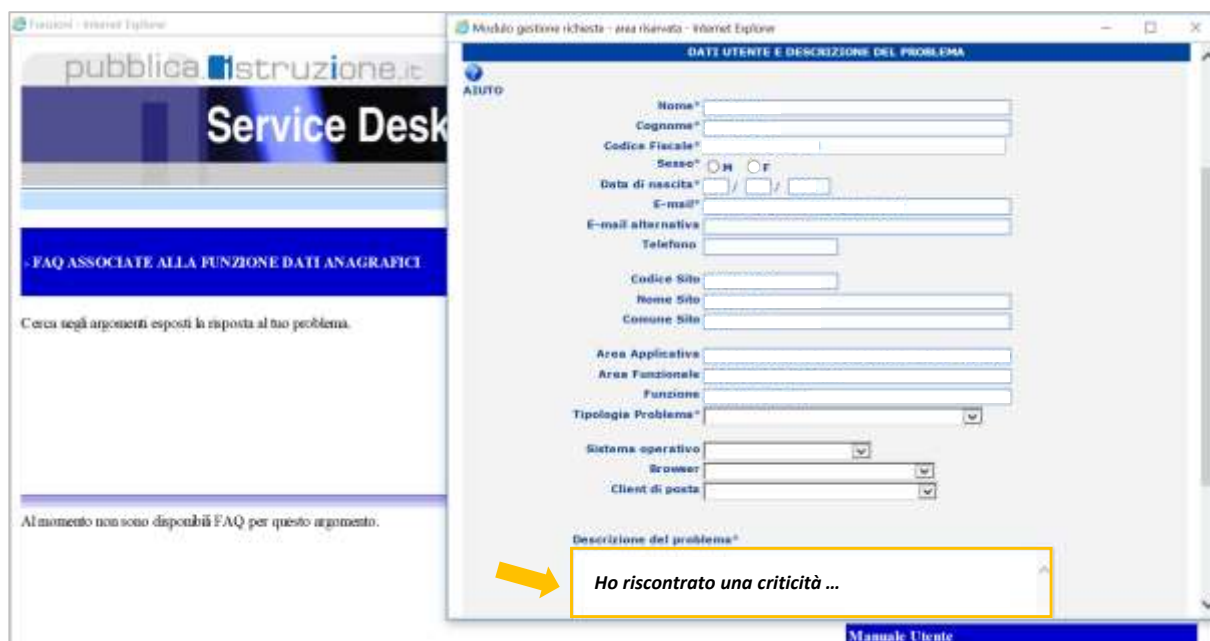 Funzioni - Internet Explorer
pubblica.istruzione.it
Service Desk
- FAQ ASSOCIATE ALLA FUNZIONE DATI ANAGRAFICI
Cerca negli argomenti esposti la risposta al tuo problema.
Al momento non sono disponibili FAQ per questo argomento.
Modulo gestione richiesta - area riservata - Internet Explorer
DATI UTENTE E DESCRIZIONE DEL PROBLEMA
AIUTO
Nome*
Cognome*
Codice Fiscale*
Sesso* M F
Data di nascita* / /
E-mail*
E-mail alternativa
Telefono
Codice Sito
Nome Sito
Comune Sito
Area Applicativa
Area Funzionale
Funzione
Tipologia Problema*
Sistema operativo
Browser
Client di posta
Descrizione del problema*
Ho riscontrato una criticità ...
Manuale Utente